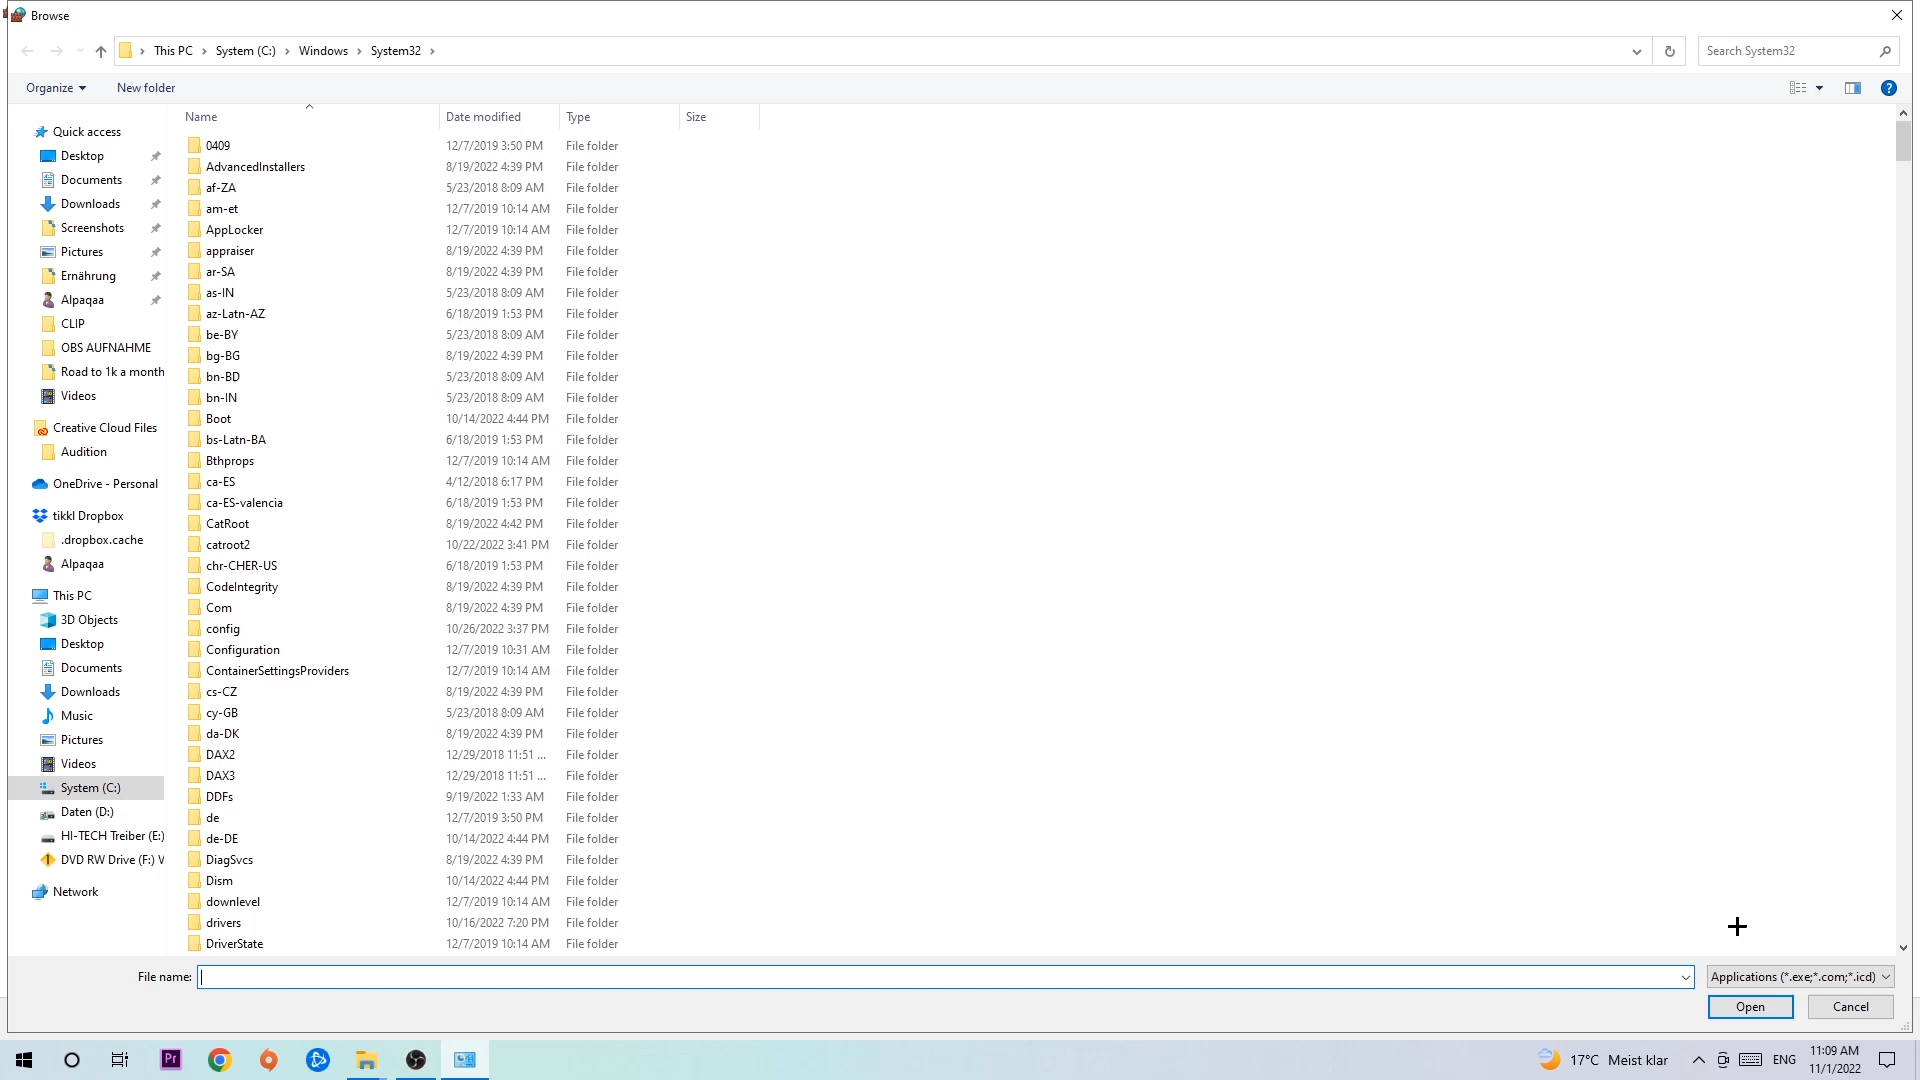 Browse
This PC > System (C:) > Windows > System32 >
Search System32
Organize
New folder
Name Date modified Type Size
Quick access
Desktop
Documents
Downloads
Screenshots
Pictures
Ernährung
Alpaqaa
CLIP
OBS AUFNAHME
Road to 1k a month
Videos
Creative Cloud Files
Audition
OneDrive - Personal
tikkl Dropbox
.dropbox.cache
Alpaqaa
This PC
3D Objects
Desktop
Documents
Downloads
Music
Pictures
Videos
System (C:)
Daten (D:)
HI-TECH Treiber (E:)
DVD RW Drive (F:) V
Network
0409 12/7/2019 3:50 PM File folder
AdvancedInstallers 8/19/2022 4:39 PM File folder
af-ZA 5/23/2018 8:09 AM File folder
am-et 12/7/2019 10:14 AM File folder
AppLocker 12/7/2019 10:14 AM File folder
appraiser 8/19/2022 4:39 PM File folder
ar-SA 8/19/2022 4:39 PM File folder
as-IN 5/23/2018 8:09 AM File folder
az-Latn-AZ 6/18/2019 1:53 PM File folder
be-BY 5/23/2018 8:09 AM File folder
bg-BG 8/19/2022 4:39 PM File folder
bn-BD 5/23/2018 8:09 AM File folder
bn-IN 5/23/2018 8:09 AM File folder
Boot 10/14/2022 4:44 PM File folder
bs-Latn-BA 6/18/2019 1:53 PM File folder
Bthprops 12/7/2019 10:14 AM File folder
ca-ES 4/12/2018 6:17 PM File folder
ca-ES-valencia 6/18/2019 1:53 PM File folder
CatRoot 8/19/2022 4:42 PM File folder
catroot2 10/22/2022 3:41 PM File folder
chr-CHER-US 6/18/2019 1:53 PM File folder
CodeIntegrity 8/19/2022 4:39 PM File folder
Com 8/19/2022 4:39 PM File folder
config 10/26/2022 3:37 PM File folder
Configuration 12/7/2019 10:31 AM File folder
ContainerSettingsProviders 12/7/2019 10:14 AM File folder
cs-CZ 8/19/2022 4:39 PM File folder
cy-GB 5/23/2018 8:09 AM File folder
da-DK 8/19/2022 4:39 PM File folder
DAX2 12/29/2018 11:51 ... File folder
DAX3 12/29/2018 11:51 ... File folder
DDFs 9/19/2022 1:33 AM File folder
de 12/7/2019 3:50 PM File folder
de-DE 10/14/2022 4:44 PM File folder
DiagSvcs 8/19/2022 4:39 PM File folder
Dism 10/14/2022 4:44 PM File folder
downlevel 12/7/2019 10:14 AM File folder
drivers 10/16/2022 7:20 PM File folder
DriverState 12/7/2019 10:14 AM File folder
File name:
Applications (*.exe;*.com;*.icd)
Open
Cancel
Pr
17°C Meist klar
ENG
11:09 AM
11/1/2022